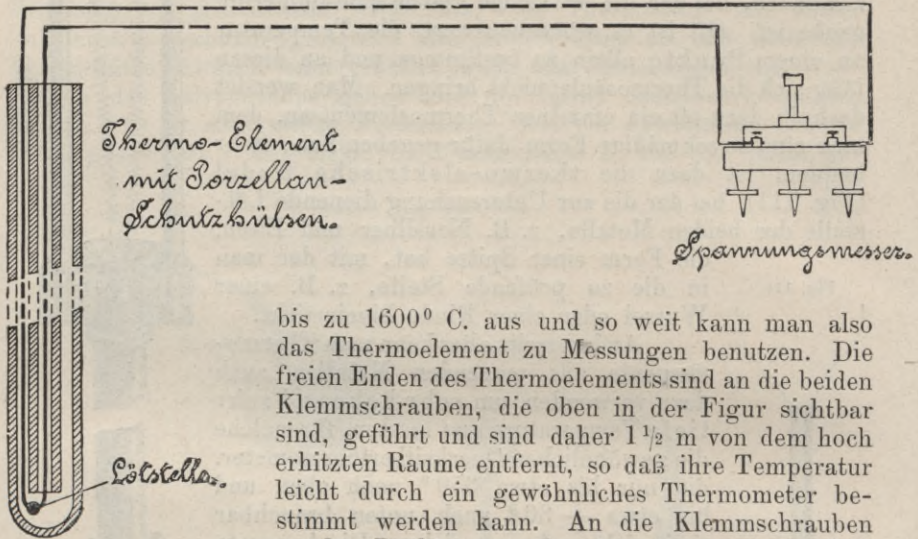 Thermo-Element
mit Porzellan-
Schutzhülsen.
Spannungsmesser.
Lötstelle.
bis zu 1600⁰ C. aus und so weit kann man also
das Thermoelement zu Messungen benutzen. Die
freien Enden des Thermoelements sind an die beiden
Klemmschrauben, die oben in der Figur sichtbar
sind, geführt und sind daher 1 1/2 m von dem hoch
erhitzten Raume entfernt, so daß ihre Temperatur
leicht durch ein gewöhnliches Thermometer be-
stimmt werden kann. An die Klemmschrauben